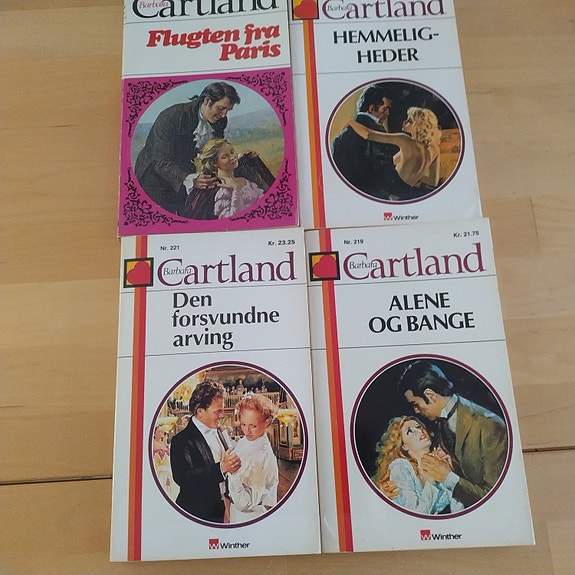 Barbara
Cartland
Flugten fra
Paris
Barbara
Cartland
HEMMELIG-
HEDER
Winther
Nr. 221
Kr. 23.25
Barbara
Cartland
Den
forsvundne
arving
Winther
Nr. 219
Kr. 21.75
Barbara
Cartland
ALENE
OG BANGE
Winther